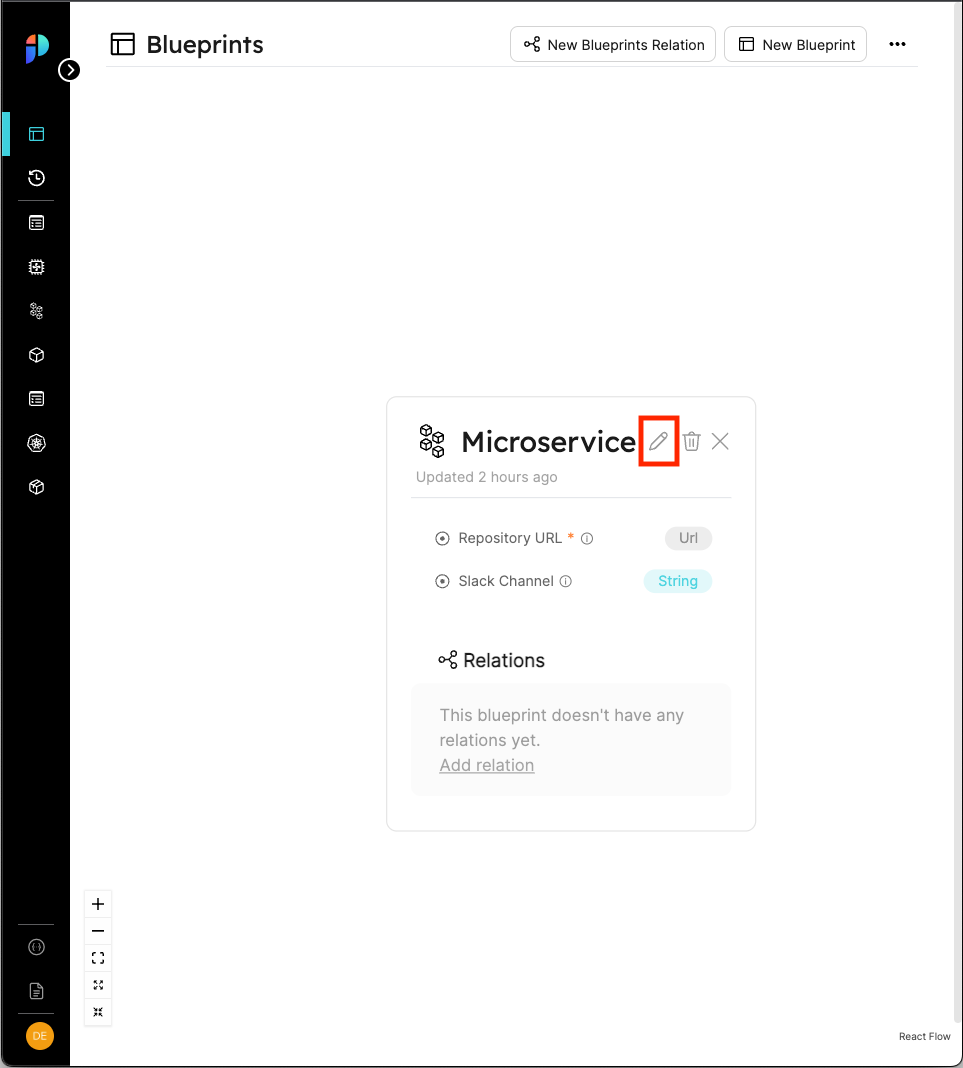 Blueprints
New Blueprints Relation
New Blueprint
Microservice
Updated 2 hours ago
Repository URL *
Url
Slack Channel
String
Relations
This blueprint doesn't have any
relations yet.
Add relation
DE
React Flow